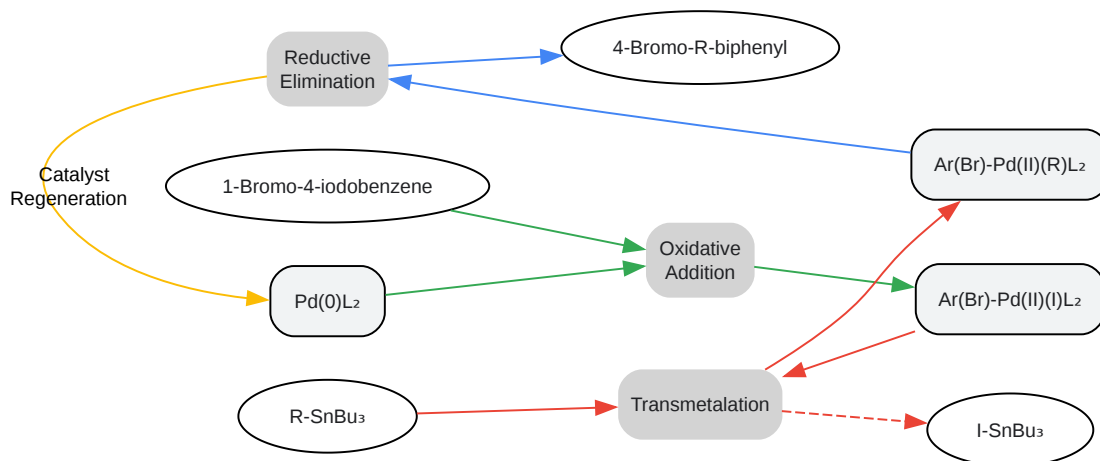 Reductive
Elimination
4-Bromo-R-biphenyl
Catalyst
Regeneration
1-Bromo-4-iodobenzene
Ar(Br)-Pd(II)(R)L₂
Oxidative
Addition
Pd(0)L₂
Ar(Br)-Pd(II)(I)L₂
R-SnBu₃
Transmetalation
I-SnBu₃